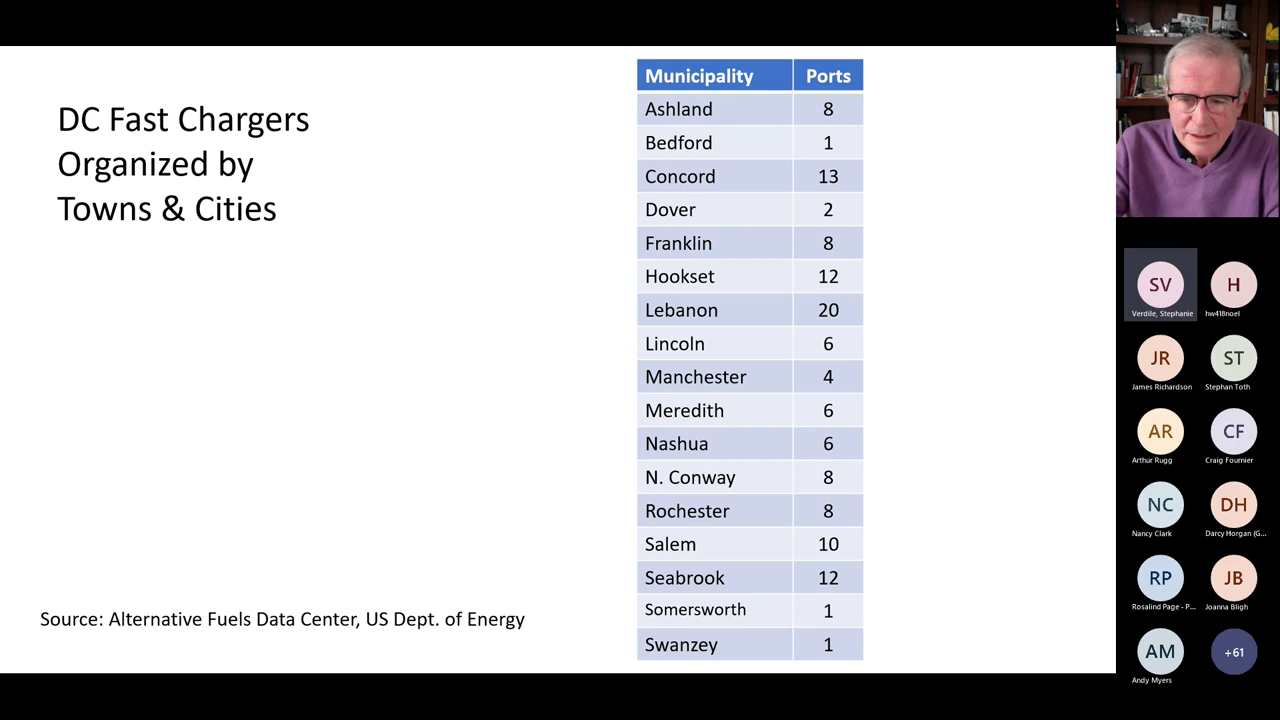 DC Fast Chargers
Organized by
Towns & Cities
Source: Alternative Fuels Data Center, US Dept. of Energy
Municipality Ports
Ashland 8
Bedford 1
Concord 13
Dover 2
Franklin 8
Hookset 12
Lebanon 20
Lincoln 6
Manchester 4
Meredith 6
Nashua 6
N. Conway 8
Rochester 8
Salem 10
Seabrook 12
Somersworth 1
Swanzey 1
SV H
Verdile, Stephanie hw418noel
JR ST
James Richardson Stephan Toth
AR CF
Arthur Rugg Craig Fournier
NC DH
Nancy Clark Darcy Horgan (G...
RP JB
Rosalind Page - P... Joanna Bligh
AM +61
Andy Myers